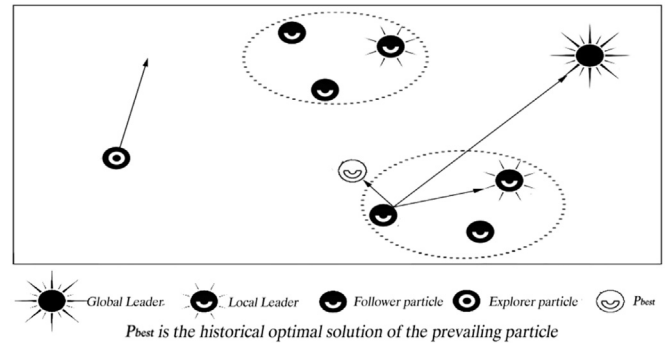 Global Leader. Local Leader Follower particle Explorer particle Pbest
Pbest is the historical optimal solution of the prevailing particle